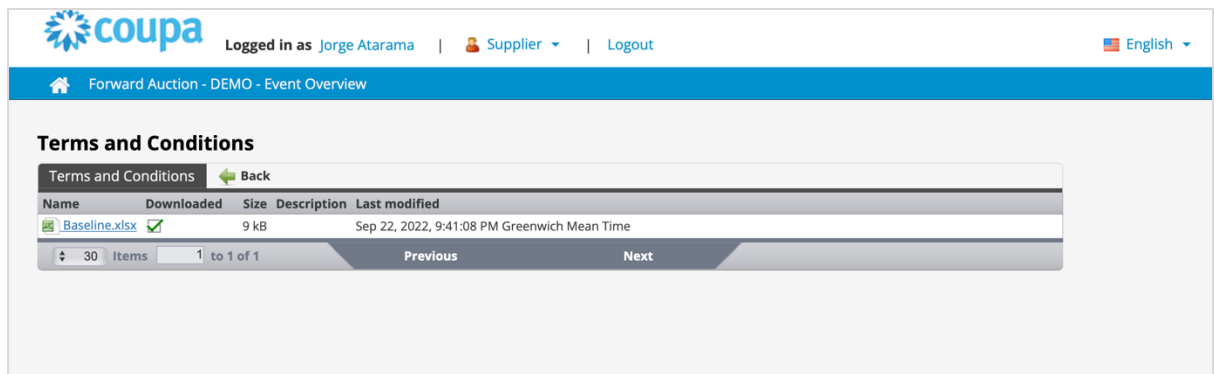 coupa
Logged in as Jorge Atarama | Supplier | Logout English
Forward Auction - DEMO - Event Overview
Terms and Conditions
Terms and Conditions Back
Name Downloaded Size Description Last modified
Baseline.xlsx 9 kB Sep 22, 2022, 9:41:08 PM Greenwich Mean Time
30 Items 1 to 1 of 1 Previous Next